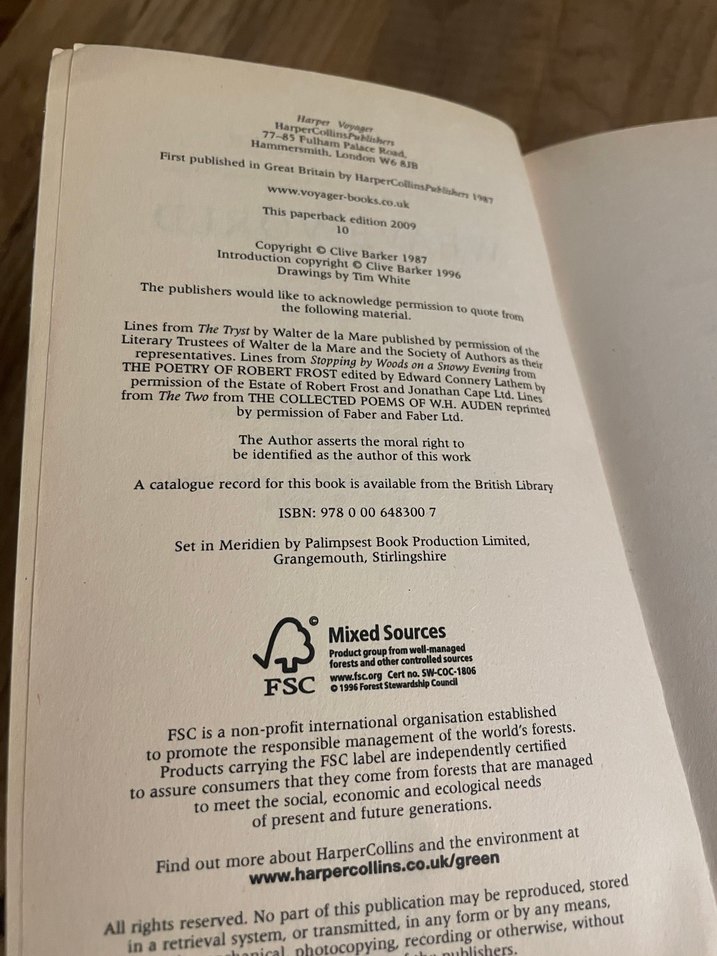 Harper Voyager
HarperCollinsPublishers
77–85 Fulham Palace Road,
Hammersmith, London W6 8JB
First published in Great Britain by HarperCollinsPublishers 1987
www.voyager-books.co.uk
This paperback edition 2009
10
Copyright © Clive Barker 1987
Introduction copyright © Clive Barker 1996
Drawings by Tim White
The publishers would like to acknowledge permission to quote from
the following material.
Lines from The Tryst by Walter de la Mare published by permission of the
Literary Trustees of Walter de la Mare and the Society of Authors as their
representatives. Lines from Stopping by Woods on a Snowy Evening from
THE POETRY OF ROBERT FROST edited by Edward Connery Lathem by
permission of the Estate of Robert Frost and Jonathan Cape Ltd. Lines
from The Two from THE COLLECTED POEMS OF W.H. AUDEN reprinted
by permission of Faber and Faber Ltd.
The Author asserts the moral right to
be identified as the author of this work
A catalogue record for this book is available from the British Library
ISBN: 978 0 00 648300 7
Set in Meridien by Palimpsest Book Production Limited,
Grangemouth, Stirlingshire
©
Mixed Sources
Product group from well-managed
forests and other controlled sources
www.fsc.org Cert no. SW-COC-1806
© 1996 Forest Stewardship Council
FSC
FSC is a non-profit international organisation established
to promote the responsible management of the world's forests.
Products carrying the FSC label are independently certified
to assure consumers that they come from forests that are managed
to meet the social, economic and ecological needs
of present and future generations.
Find out more about HarperCollins and the environment at
www.harpercollins.co.uk/green
All rights reserved. No part of this publication may be reproduced, stored
in a retrieval system, or transmitted, in any form or by any means,
photocopying, recording or otherwise, without
publishers.